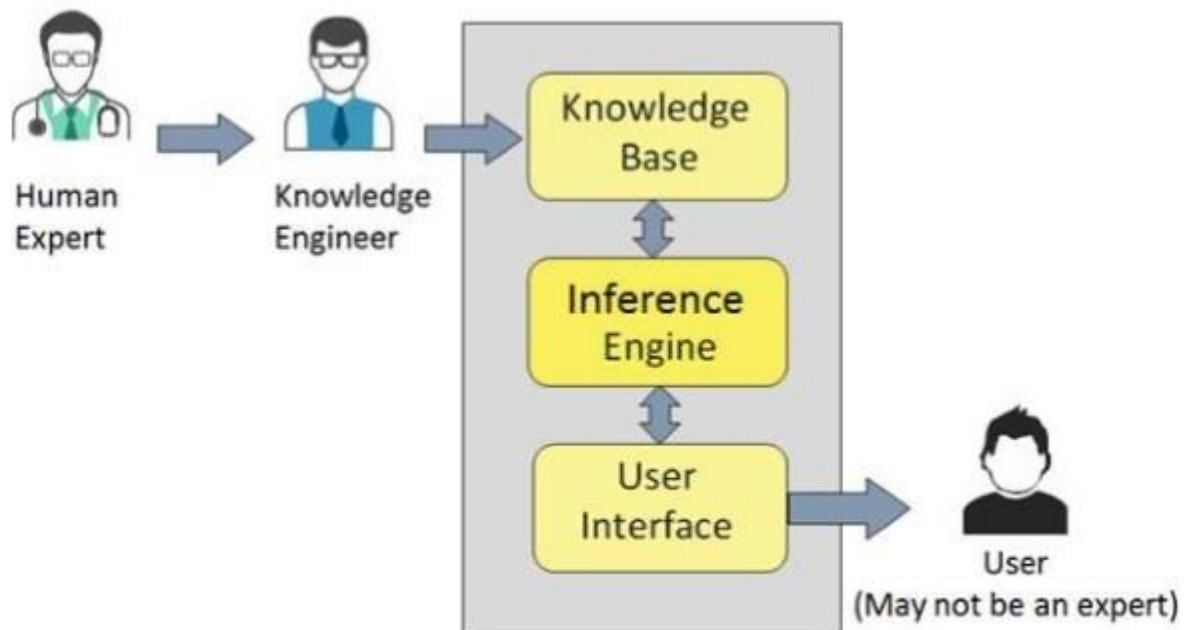 Human
Expert
Knowledge
Engineer
Knowledge
Base
Inference
Engine
User
Interface
User
(May not be an expert)